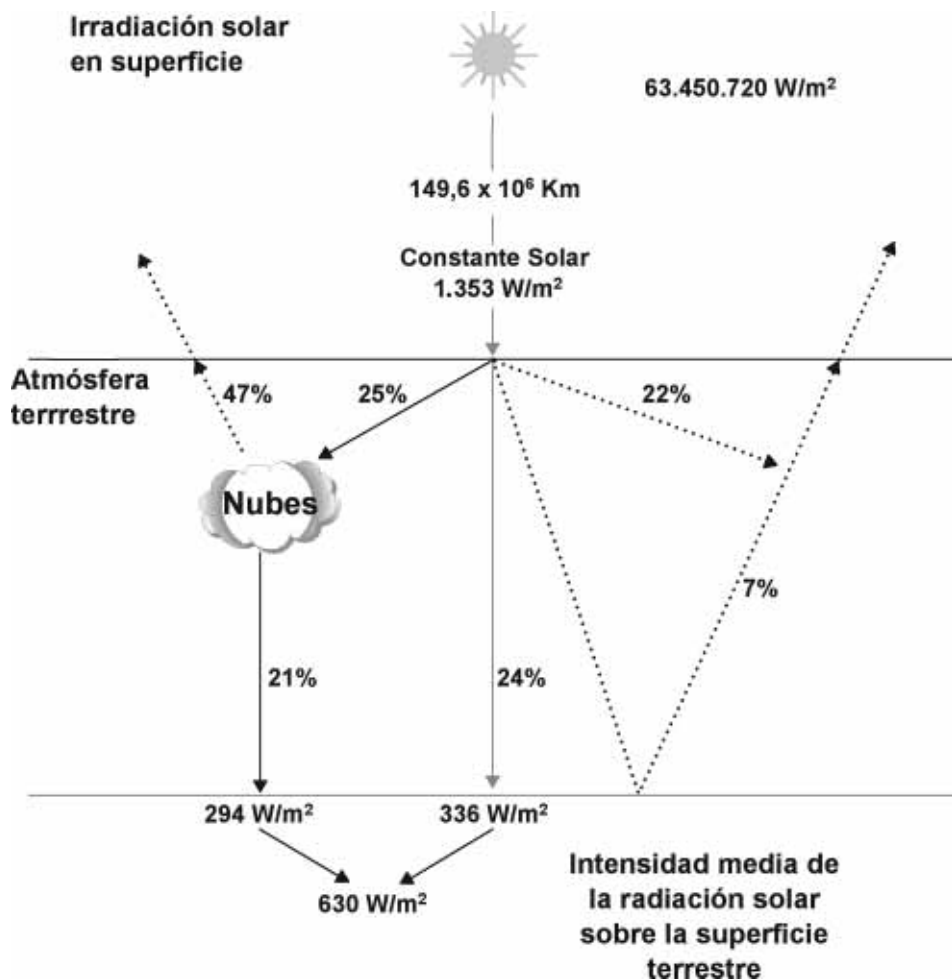 Irradiación solar
en superficie
63.450.720 W/m²
149,6 x 10⁶ Km
Constante Solar
1.353 W/m²
Atmósfera
terrrestre
47%
25%
22%
Nubes
7%
21%
24%
294 W/m²
336 W/m²
630 W/m²
Intensidad media de
la radiación solar
sobre la superficie
terrestre